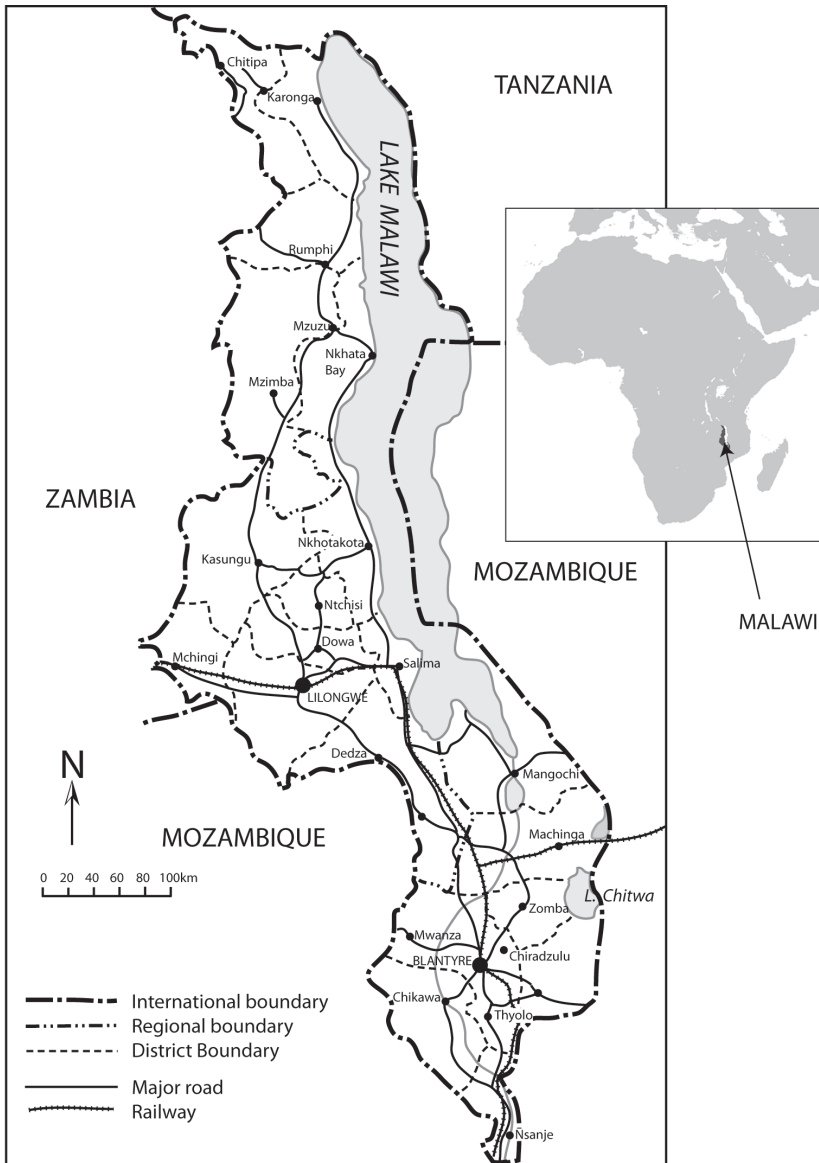 Chitipa
TANZANIA
Karonga
LAKE MALAWI
Rumphi
Mzuzu
Nkhata
Bay
Mzimba
ZAMBIA
Nkhotakota
Kasungu
MOZAMBIQUE
Ntchisi
MALAWI
Dowa
Mchingi
Salima
LILONGWE
Dedza
N
Mangochi
MOZAMBIQUE
Machinga
0 20 40 60 80 100km
L. Chitwa
Zomba
Mwanza
Chiradzulu
BLANTYRE
Chikawa
Thyolo
International boundary
Regional boundary
District Boundary
Major road
Railway
Ñsanje